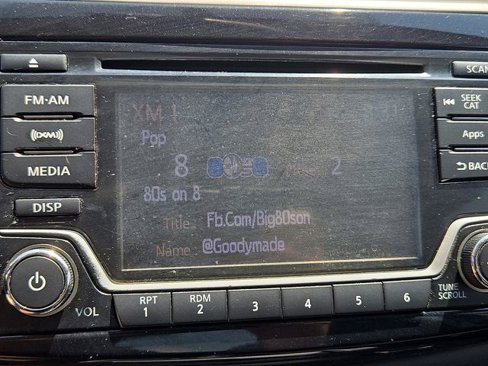 SCAN
FM·AM
SEEK
CAT
XM 1
Pop
(XM)
Apps
8
2
MEDIA
BACK
80s on 8
DISP
Title : Fb.Com/Big80son
Name : @Goodymade
VOL
RPT
1
RDM
2
3
4
5
6
TUNE
SCROLL